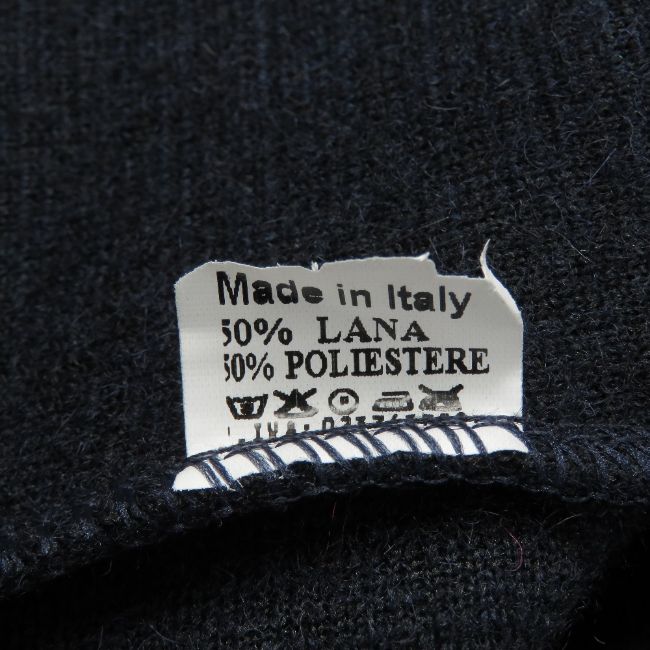 Made in Italy
50% LANA
50% POLIESTERE